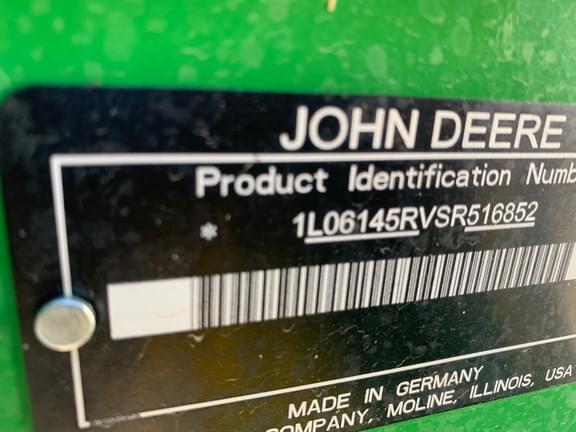 JOHN DEERE
Product Identification Numb
* 1L06145RVSR516852
MADE IN GERMANY
COMPANY, MOLINE, ILLINOIS, USA